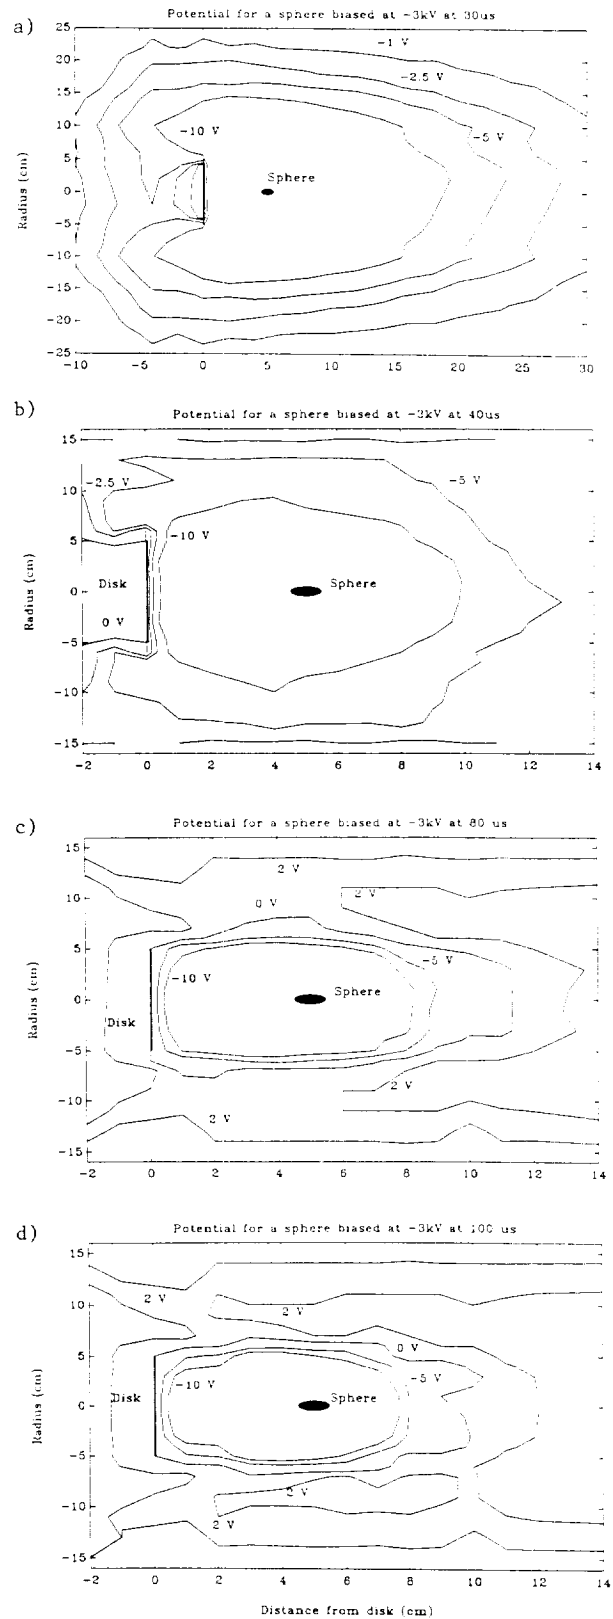 a)
Potential for a sphere biased at -3kV at 30us
25
20
15
10
5
0
-5
-10
-15
-20
-25
Radius (cm)
-1 V
-2.5 V
-10 V
-5 V
Sphere
-10 -5 0 5 10 15 20 25 30
b)
Potential for a sphere biased at -3kV at 40us
15
10
5
0
-5
-10
-15
Radius (cm)
-2.5 V
-5 V
-10 V
Disk
Sphere
0 V
-2 0 2 4 6 8 10 12 14
c)
Potential for a sphere biased at -3kV at 80 us
15
10
5
0
-5
-10
-15
Radius (cm)
2 V
0 V
2 V
-5 V
-10 V
Sphere
Disk
2 V
2 V
-2 0 2 4 6 8 10 12 14
d)
Potential for a sphere biased at -3kV at 100 us
15
10
5
0
-5
-10
-15
Radius (cm)
2 V
2 V
0 V
-5 V
-10 V
Disk
Sphere
2 V
2 V
-2 0 2 4 6 8 10 12 14
Distance from disk (cm)